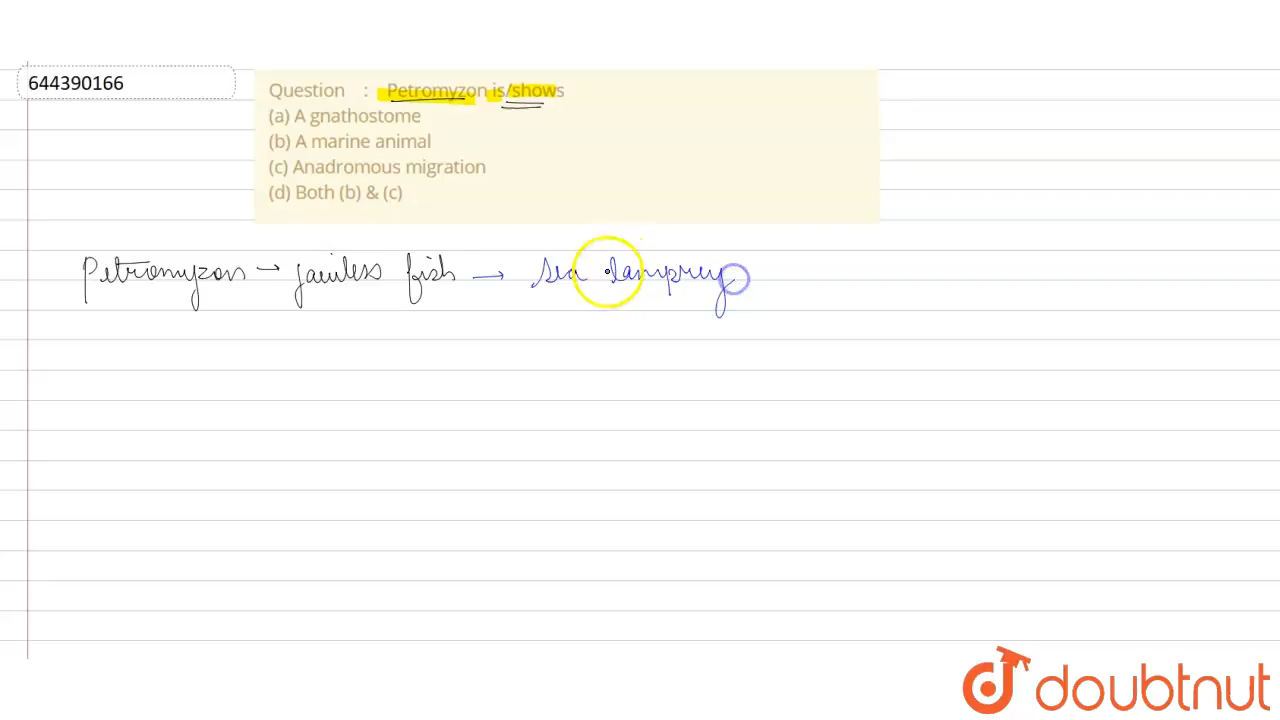 644390166
Question : Petromyzon is/shows
(a) A gnathostome
(b) A marine animal
(c) Anadromous migration
(d) Both (b) & (c)
Petromyzon → jawless fish → sea lamprey
doubtnut